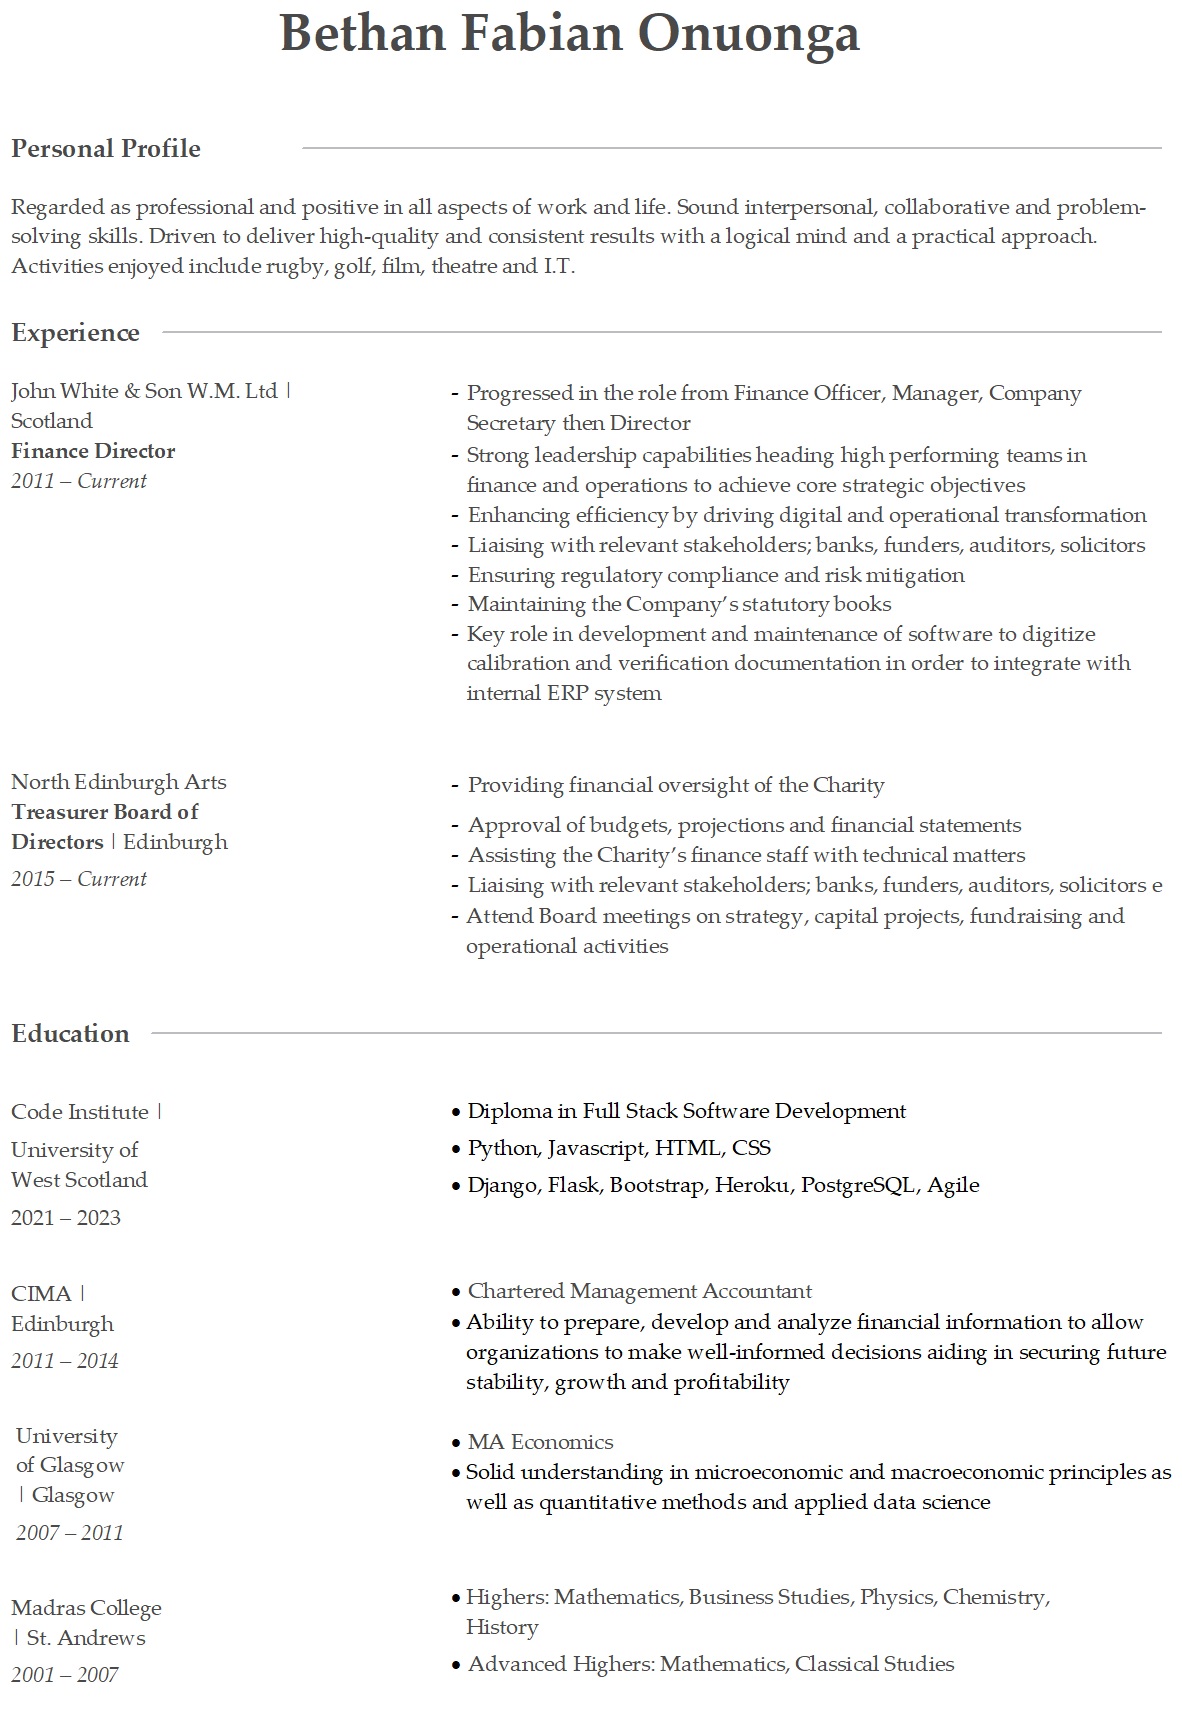 Bethan Fabian Onuonga
Personal Profile
Regarded as professional and positive in all aspects of work and life. Sound interpersonal, collaborative and problem-
solving skills. Driven to deliver high-quality and consistent results with a logical mind and a practical approach.
Activities enjoyed include rugby, golf, film, theatre and I.T.
Experience
John White & Son W.M. Ltd |
Scotland
Finance Director
2011 – Current
- Progressed in the role from Finance Officer, Manager, Company
Secretary then Director
- Strong leadership capabilities heading high performing teams in
finance and operations to achieve core strategic objectives
- Enhancing efficiency by driving digital and operational transformation
- Liaising with relevant stakeholders; banks, funders, auditors, solicitors
- Ensuring regulatory compliance and risk mitigation
- Maintaining the Company’s statutory books
- Key role in development and maintenance of software to digitize
calibration and verification documentation in order to integrate with
internal ERP system
North Edinburgh Arts
Treasurer Board of
Directors | Edinburgh
2015 – Current
- Providing financial oversight of the Charity
- Approval of budgets, projections and financial statements
- Assisting the Charity’s finance staff with technical matters
- Liaising with relevant stakeholders; banks, funders, auditors, solicitors e
- Attend Board meetings on strategy, capital projects, fundraising and
operational activities
Education
Code Institute |
University of
West Scotland
2021 – 2023
• Diploma in Full Stack Software Development
• Python, Javascript, HTML, CSS
• Django, Flask, Bootstrap, Heroku, PostgreSQL, Agile
CIMA |
Edinburgh
2011 – 2014
• Chartered Management Accountant
• Ability to prepare, develop and analyze financial information to allow
organizations to make well-informed decisions aiding in securing future
stability, growth and profitability
University
of Glasgow
| Glasgow
2007 – 2011
• MA Economics
• Solid understanding in microeconomic and macroeconomic principles as
well as quantitative methods and applied data science
Madras College
| St. Andrews
2001 – 2007
• Highers: Mathematics, Business Studies, Physics, Chemistry,
History
• Advanced Highers: Mathematics, Classical Studies